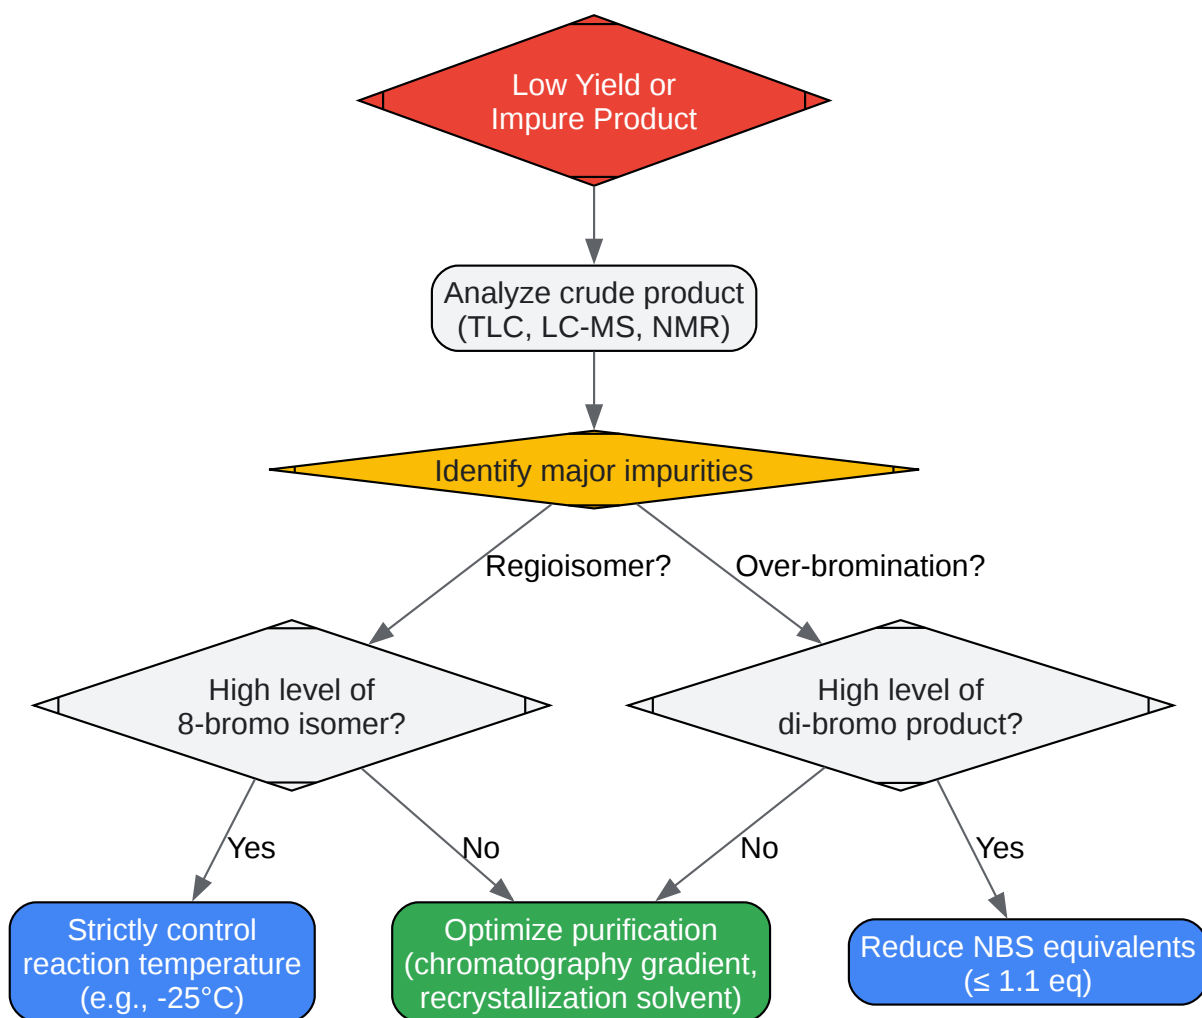 Low Yield or
Impure Product
Analyze crude product
(TLC, LC-MS, NMR)
Identify major impurities
Regioisomer?
Over-bromination?
High level of
8-bromo isomer?
High level of
di-bromo product?
Yes
No
No
Yes
Strictly control
reaction temperature
(e.g., -25°C)
Optimize purification
(chromatography gradient,
recrystallization solvent)
Reduce NBS equivalents
(≤ 1.1 eq)